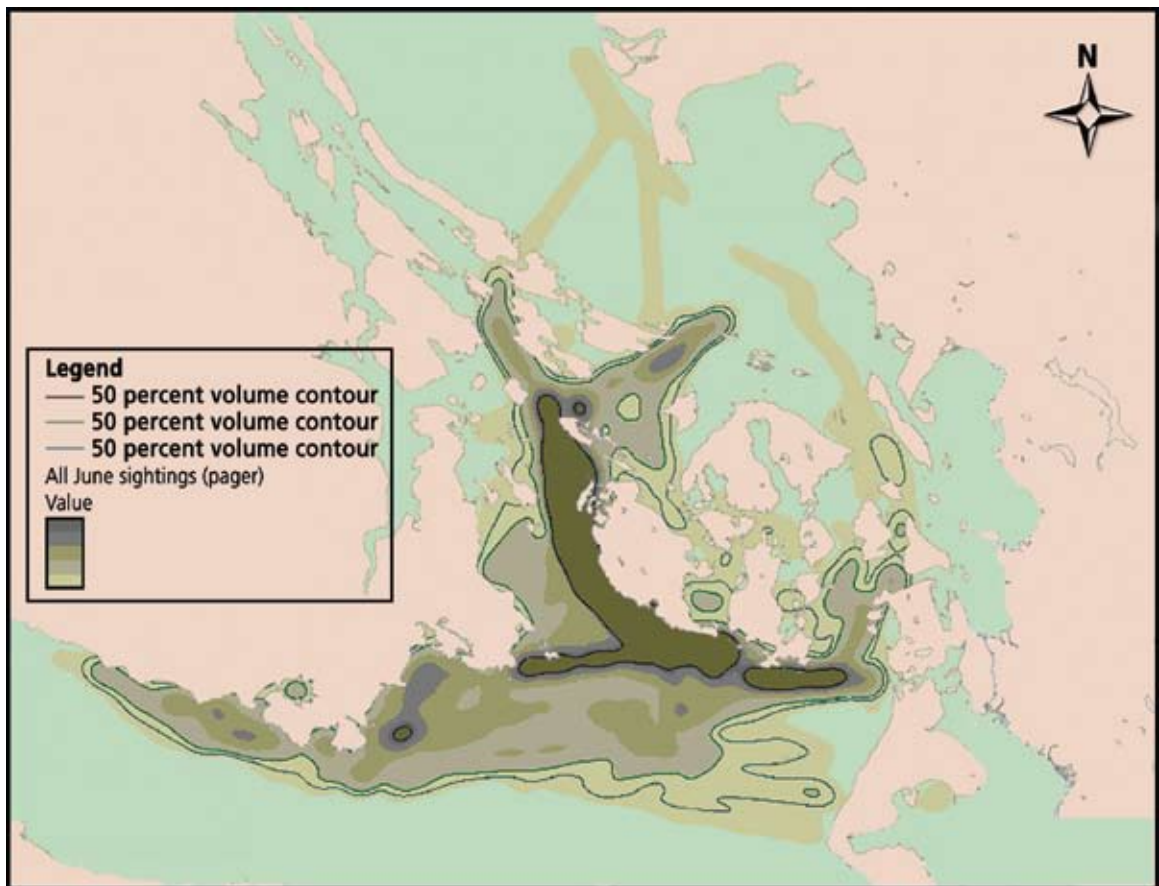 N
Legend
50 percent volume contour
50 percent volume contour
50 percent volume contour
All June sightings (pager)
Value